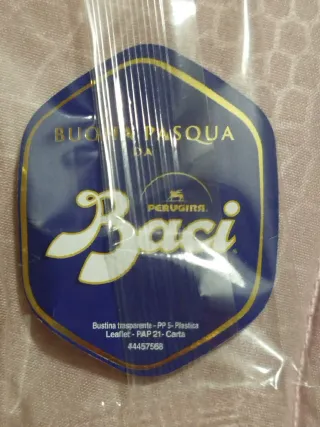 BUONA PASQUA
DA
PERUGINA
Baci
Bustina trasparente - PP 5 - Plastica
Leaflet - PAP 21 - Carta
44457568